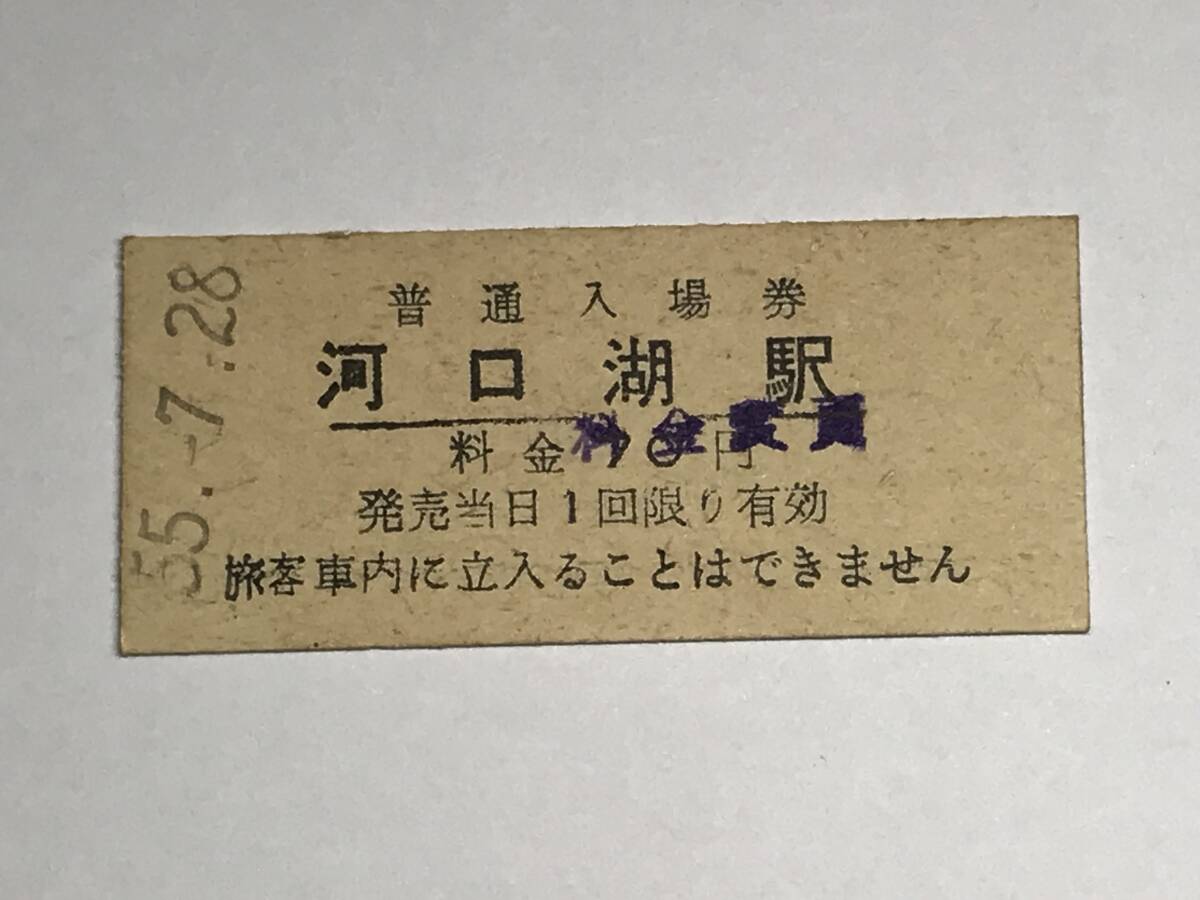 55.-7.28
普通入場券
河口湖駅
料金70円
料金変更
発売当日1回限り有効
旅客車内に立入ることはできません